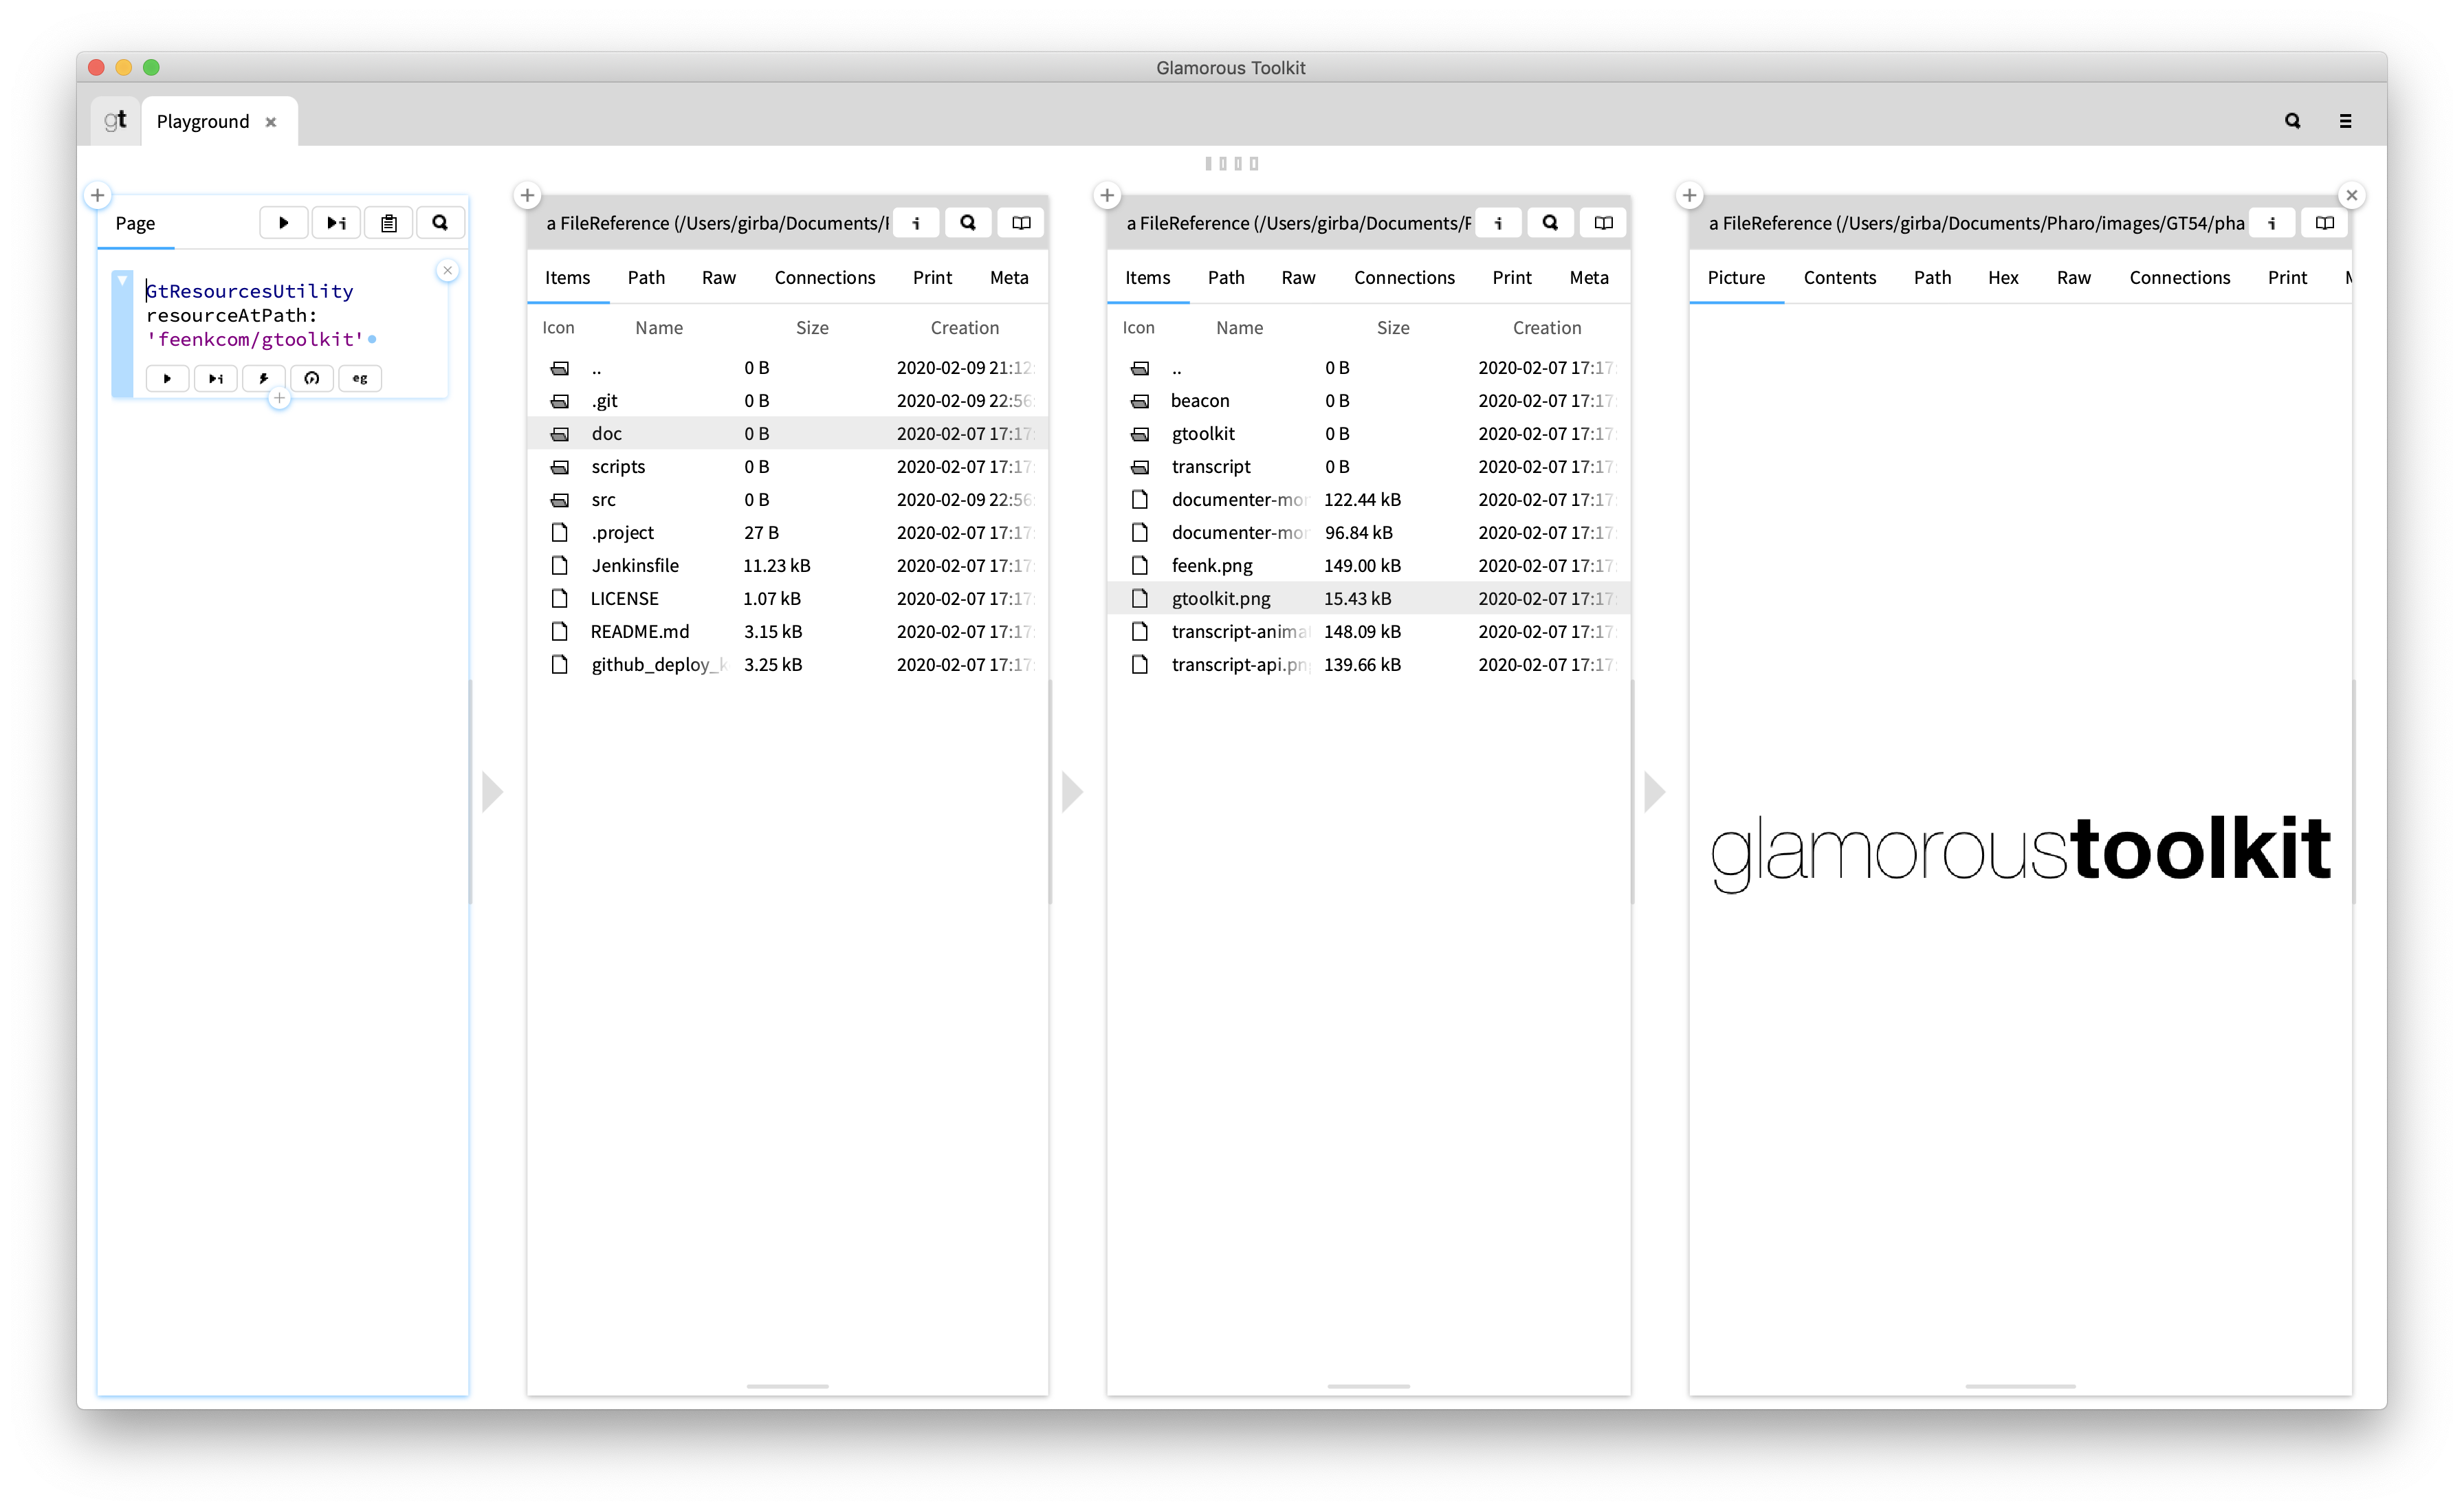 Glamorous Toolkit
gt Playground
Page
GtResourcesUtility
resourceAtPath:
'feenkcom/gtoolkit'
eg
a FileReference (/Users/girba/Documents/
Items Path Raw Connections Print Meta
Icon Name Size Creation
.. 0 B 2020-02-09 21:12:
.git 0 B 2020-02-09 22:56:
doc 0 B 2020-02-07 17:17:
scripts 0 B 2020-02-07 17:17:
src 0 B 2020-02-09 22:56:
.project 27 B 2020-02-07 17:17:
Jenkinsfile 11.23 kB 2020-02-07 17:17:
LICENSE 1.07 kB 2020-02-07 17:17:
README.md 3.15 kB 2020-02-07 17:17:
github_deploy_k 3.25 kB 2020-02-07 17:17:
a FileReference (/Users/girba/Documents/
Items Path Raw Connections Print Meta
Icon Name Size Creation
.. 0 B 2020-02-07 17:17:
beacon 0 B 2020-02-07 17:17:
gtoolkit 0 B 2020-02-07 17:17:
transcript 0 B 2020-02-07 17:17:
documenter-mor 122.44 kB 2020-02-07 17:17:
documenter-mor 96.84 kB 2020-02-07 17:17:
feenk.png 149.00 kB 2020-02-07 17:17:
gtoolkit.png 15.43 kB 2020-02-07 17:17:
transcript-anima 148.09 kB 2020-02-07 17:17:
transcript-api.pn 139.66 kB 2020-02-07 17:17:
a FileReference (/Users/girba/Documents/Pharo/images/GT54/pha
Picture Contents Path Hex Raw Connections Print
glamoroustoolkit